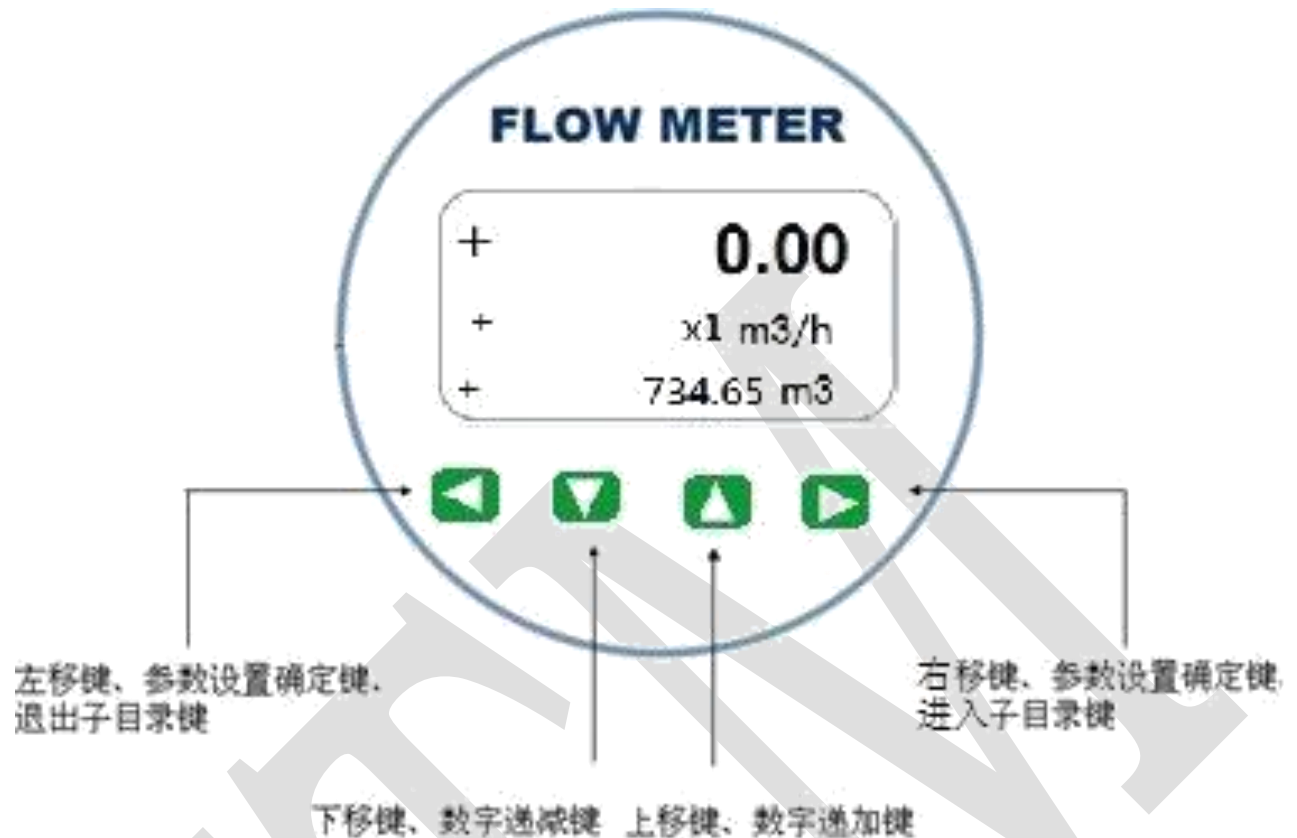 FLOW METER
+ 0.00
+ x1 m3/h
+ 734.65 m3
左移键、参数设置确定键、
退出子目录键
右移键、参数设置确定键
进入子目录键
下移键、数字递减键 上移键、数字递加键